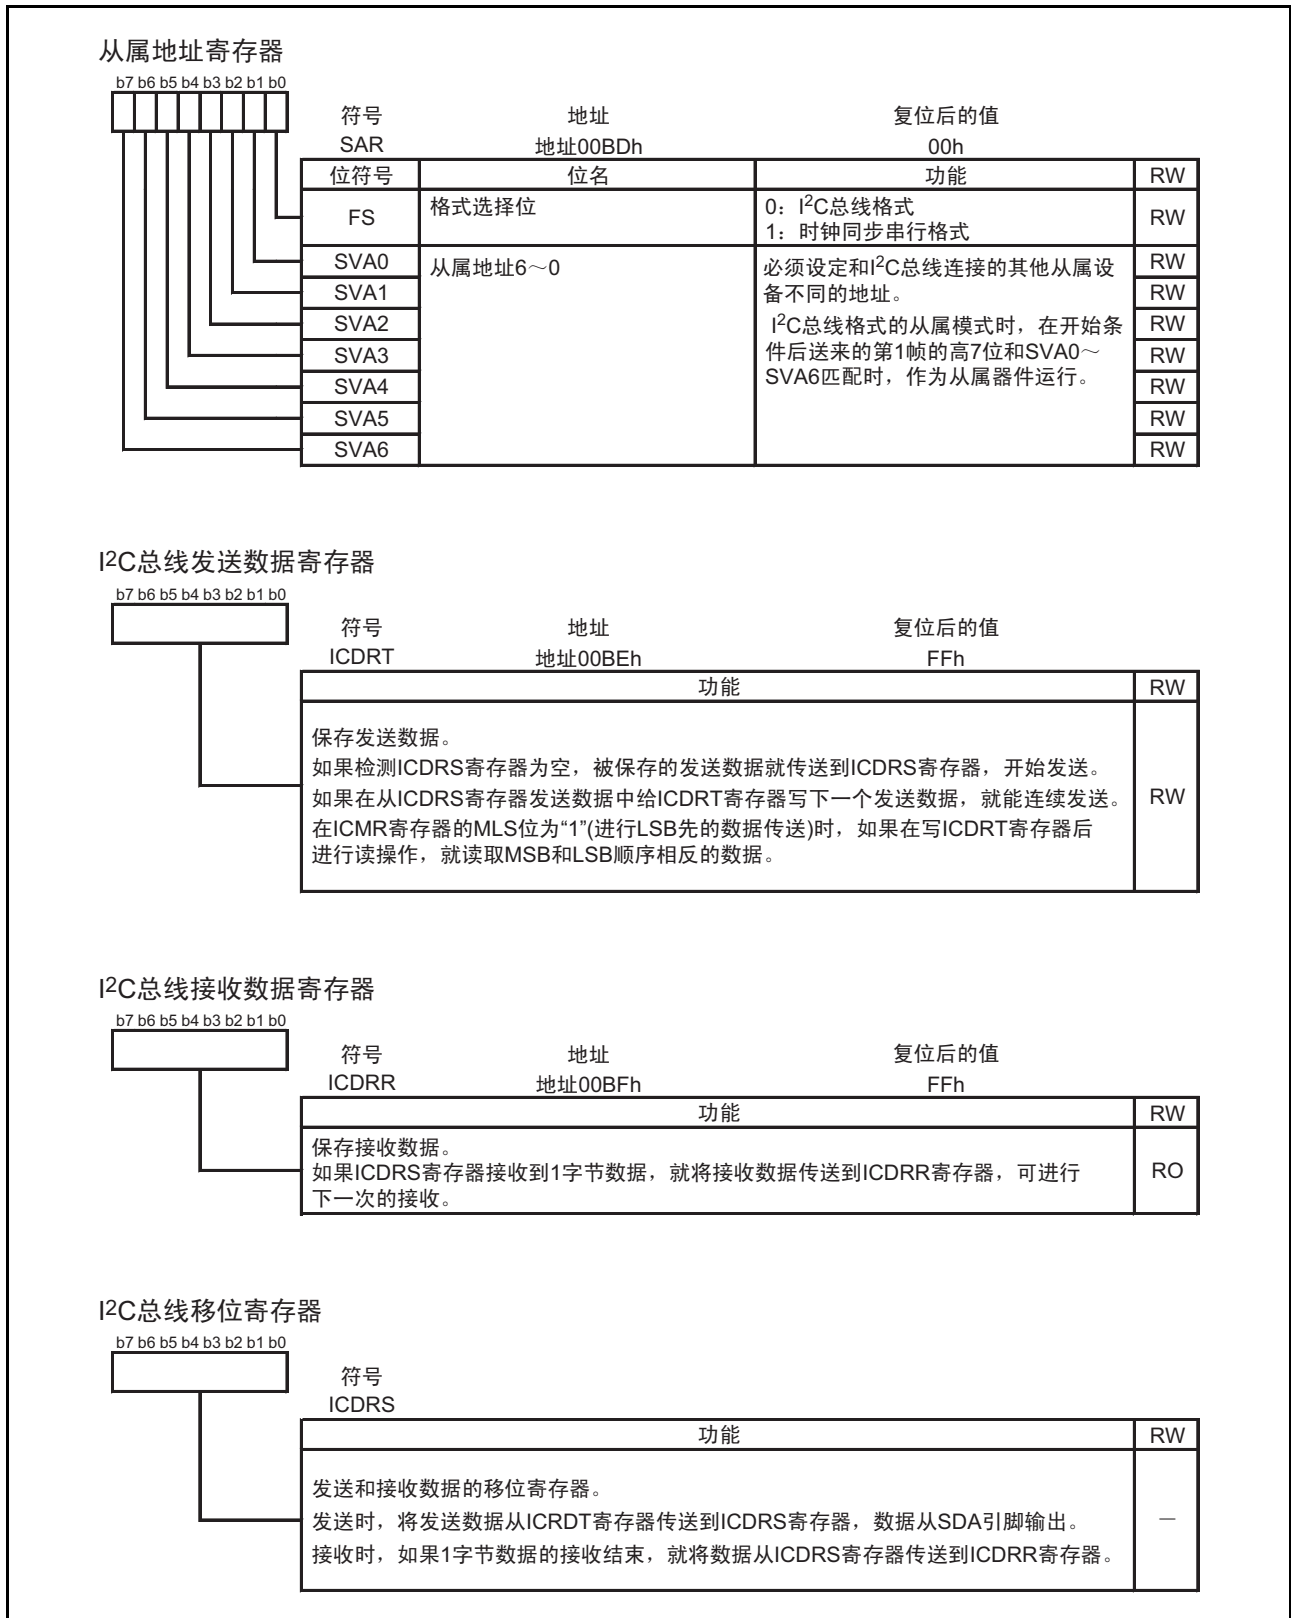 从属地址寄存器
b7 b6 b5 b4 b3 b2 b1 b0
符号 地址 复位后的值
SAR 地址00BDh 00h
位符号 位名 功能 RW
FS 格式选择位 0：I2C总线格式 RW
1：时钟同步串行格式
SVA0 从属地址6～0 必须设定和I2C总线连接的其他从属设 RW
SVA1 备不同的地址。 RW
SVA2 I2C总线格式的从属模式时，在开始条 RW
SVA3 件后送来的第1帧的高7位和SVA0～ RW
SVA4 SVA6匹配时，作为从属器件运行。 RW
SVA5 RW
SVA6 RW
I2C总线发送数据寄存器
b7 b6 b5 b4 b3 b2 b1 b0
符号 地址 复位后的值
ICDRT 地址00BEh FFh
功能 RW
保存发送数据。
如果检测ICDRS寄存器为空，被保存的发送数据就传送到ICDRS寄存器，开始发送。
如果在从ICDRS寄存器发送数据中给ICDRT寄存器写下一个发送数据，就能连续发送。 RW
在ICMR寄存器的MLS位为“1”(进行LSB先的数据传送)时，如果在写ICDRT寄存器后
进行读操作，就读取MSB和LSB顺序相反的数据。
I2C总线接收数据寄存器
b7 b6 b5 b4 b3 b2 b1 b0
符号 地址 复位后的值
ICDRR 地址00BFh FFh
功能 RW
保存接收数据。
如果ICDRS寄存器接收到1字节数据，就将接收数据传送到ICDRR寄存器，可进行 RO
下一次的接收。
I2C总线移位寄存器
b7 b6 b5 b4 b3 b2 b1 b0
符号
ICDRS
功能 RW
发送和接收数据的移位寄存器。
发送时，将发送数据从ICRDT寄存器传送到ICDRS寄存器，数据从SDA引脚输出。 —
接收时，如果1字节数据的接收结束，就将数据从ICDRS寄存器传送到ICDRR寄存器。